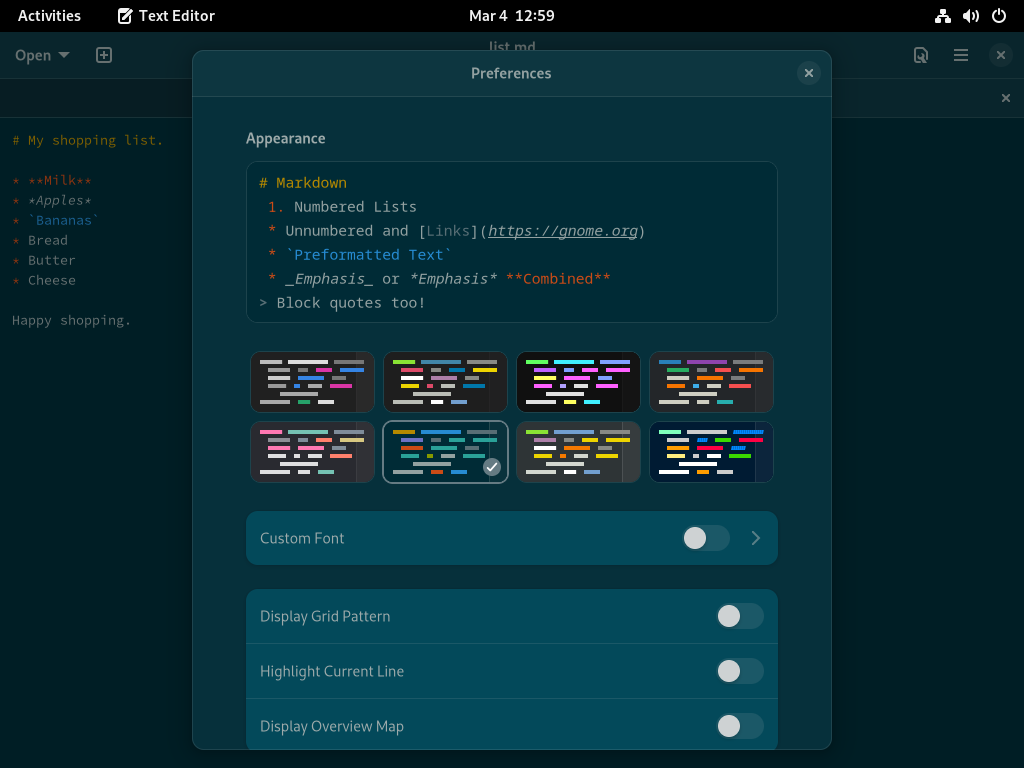 Activities Text Editor Mar 4 12:59
Open list.md
Preferences
Appearance
# My shopping list.
* **Milk**
* *Apples*
* `Bananas`
* Bread
* Butter
* Cheese
Happy shopping.
# Markdown
1. Numbered Lists
* Unnumbered and [Links](https://gnome.org)
* `Preformatted Text`
* _Emphasis_ or *Emphasis* **Combined**
> Block quotes too!
Custom Font
Display Grid Pattern
Highlight Current Line
Display Overview Map